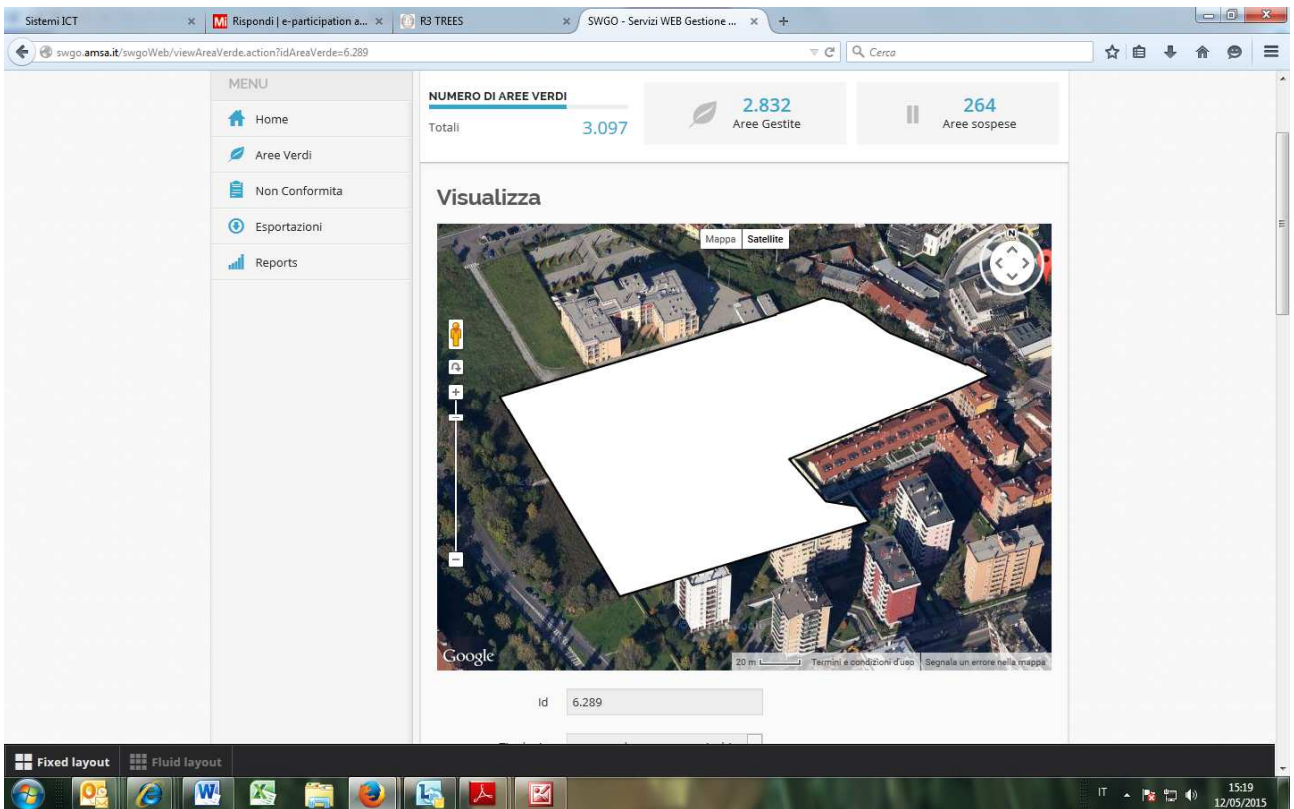 Sistemi ICT
Mi Rispondi | e-participation a...
R3 TREES
SWGO - Servizi WEB Gestione ...
swgo.amsa.it/swgoWeb/viewAreaVerde.action?idAreaVerde=6.289
Cerca
MENU
Home
Aree Verdi
Non Conformita
Esportazioni
Reports
NUMERO DI AREE VERDI
Totali 3.097
2.832
Aree Gestite
264
Aree sospese
Visualizza
Mappa Satellite
N
Google
20 m Termini e condizioni d'uso Segnala un errore nella mappa
Id 6.289
Fixed layout Fluid layout
IT
15:19
12/05/2015